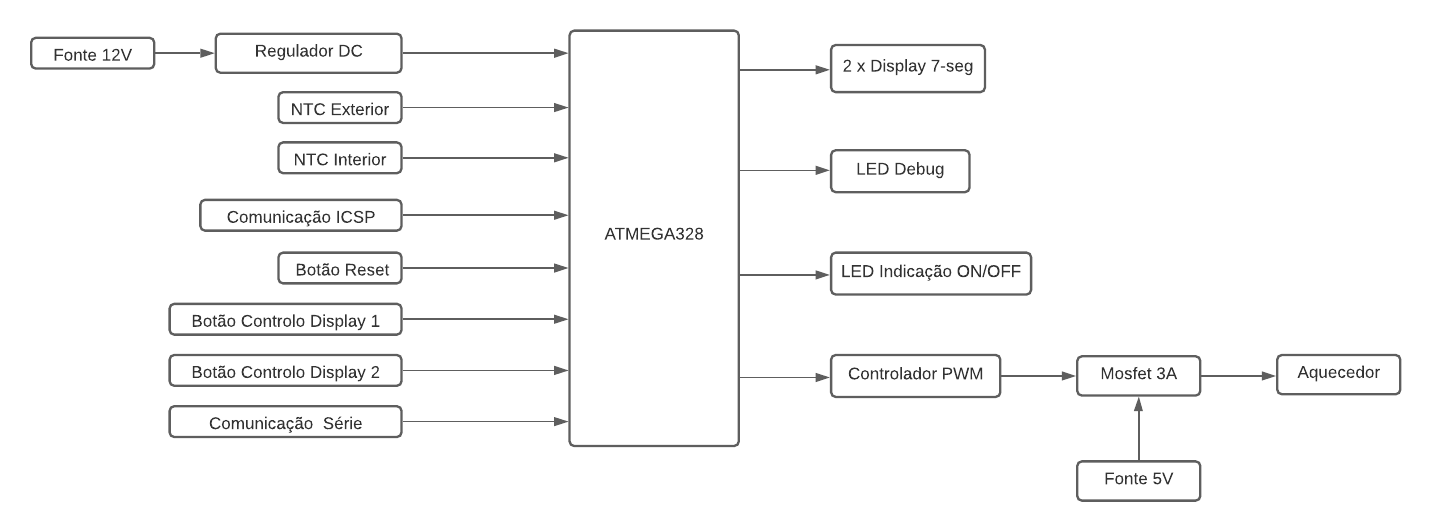 Fonte 12V
Regulador DC
NTC Exterior
NTC Interior
Comunicação ICSP
Botão Reset
Botão Controlo Display 1
Botão Controlo Display 2
Comunicação Série
ATMEGA328
2 x Display 7-seg
LED Debug
LED Indicação ON/OFF
Controlador PWM
Mosfet 3A
Aquecedor
Fonte 5V